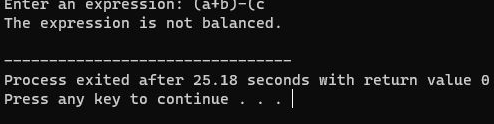 Enter an expression: (a+b)-(c
The expression is not balanced.
--------------------------------
Process exited after 25.18 seconds with return value 0
Press any key to continue . . .